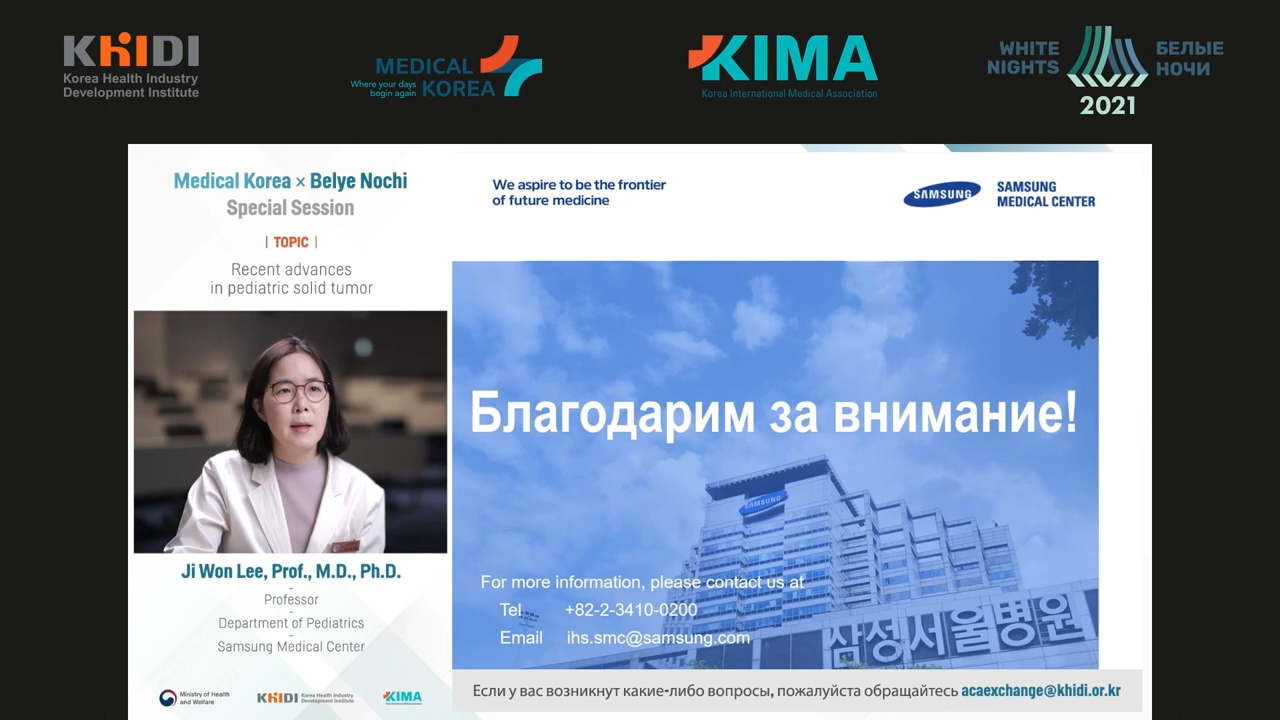 KHIDI
Korea Health Industry
Development Institute
MEDICAL
KOREA
Where your days
begin again
KIMA
Korea International Medical Association
WHITE
NIGHTS
БЕЛЫЕ
НОЧИ
2021
Medical Korea × Belye Nochi
Special Session
| TOPIC |
Recent advances
in pediatric solid tumor
We aspire to be the frontier
of future medicine
SAMSUNG
SAMSUNG
MEDICAL CENTER
Благодарим за внимание!
SAMSUNG
For more information, please contact us at
Tel +82-2-3410-0200
Email ihs.smc@samsung.com
삼성서울병원
Ji Won Lee, Prof., M.D., Ph.D.
Professor
-
Department of Pediatrics
-
Samsung Medical Center
Ministry of Health
and Welfare
KHIDI
Korea Health Industry
Development Institute
KIMA
Если у вас возникнут какие-либо вопросы, пожалуйста обращайтесь acaexchange@khidi.or.kr